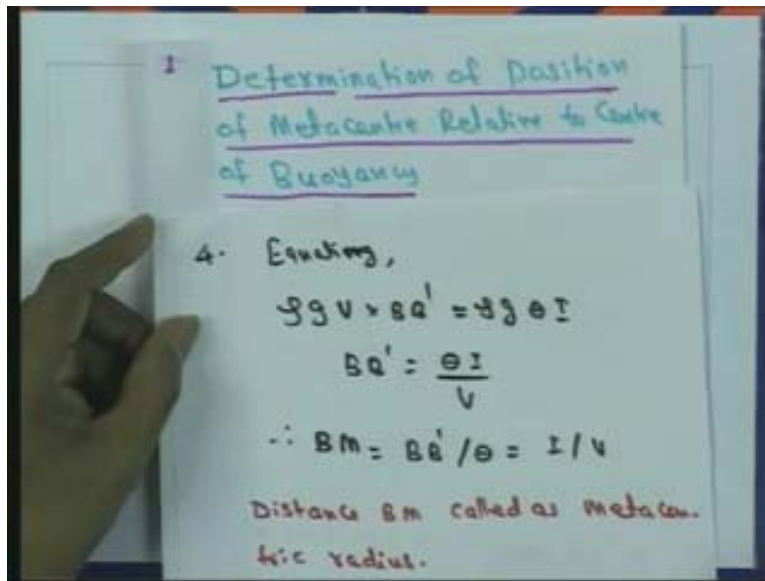 I
Determination of Position
of Metacentre Relative to Centre
of Buoyancy
4. Equating,
ρgV × BB' = ρgθI
BB' = θI
V
∴ BM = BB'/θ = I/V
Distance BM called as metacen-
tric radius.